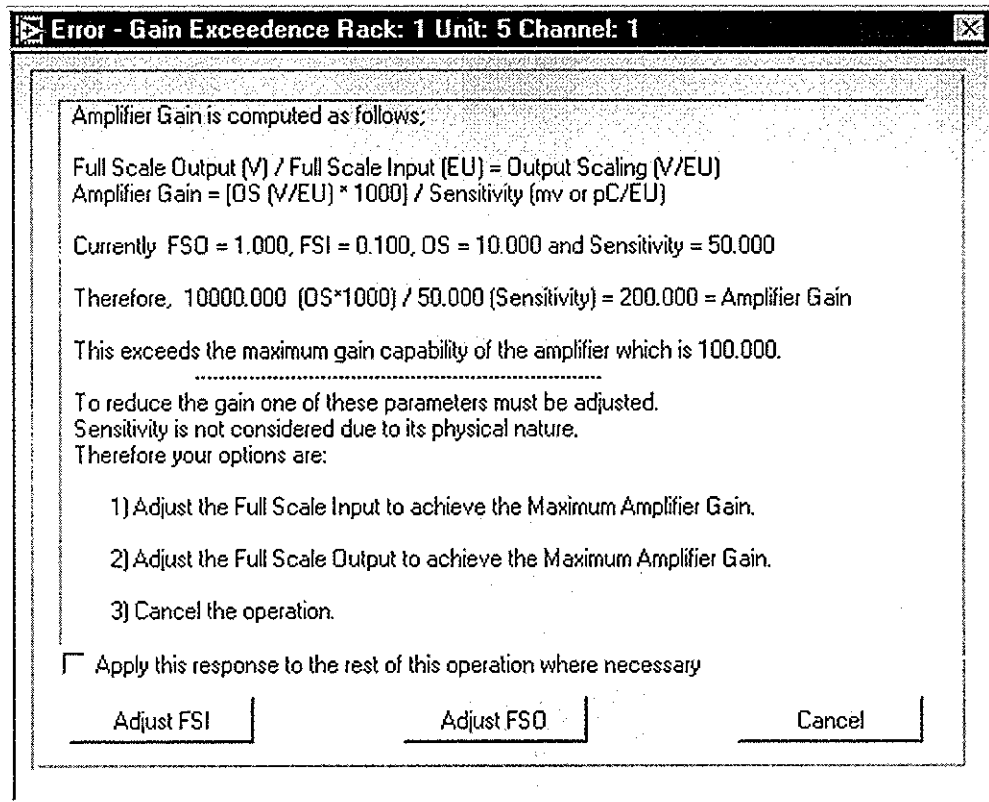 Error - Gain Exceedence Rack: 1 Unit: 5 Channel: 1
Amplifier Gain is computed as follows;
Full Scale Output (V) / Full Scale Input (EU) = Output Scaling (V/EU)
Amplifier Gain = [OS (V/EU) * 1000] / Sensitivity (mv or pC/EU)
Currently FSO = 1.000, FSI = 0.100, OS = 10.000 and Sensitivity = 50.000
Therefore, 10000.000 (OS*1000) / 50.000 (Sensitivity) = 200.000 = Amplifier Gain
This exceeds the maximum gain capability of the amplifier which is 100.000.
To reduce the gain one of these parameters must be adjusted.
Sensitivity is not considered due to its physical nature.
Therefore your options are:
1) Adjust the Full Scale Input to achieve the Maximum Amplifier Gain.
2) Adjust the Full Scale Output to achieve the Maximum Amplifier Gain.
3) Cancel the operation.
Apply this response to the rest of this operation where necessary
Adjust FSI Adjust FSO Cancel